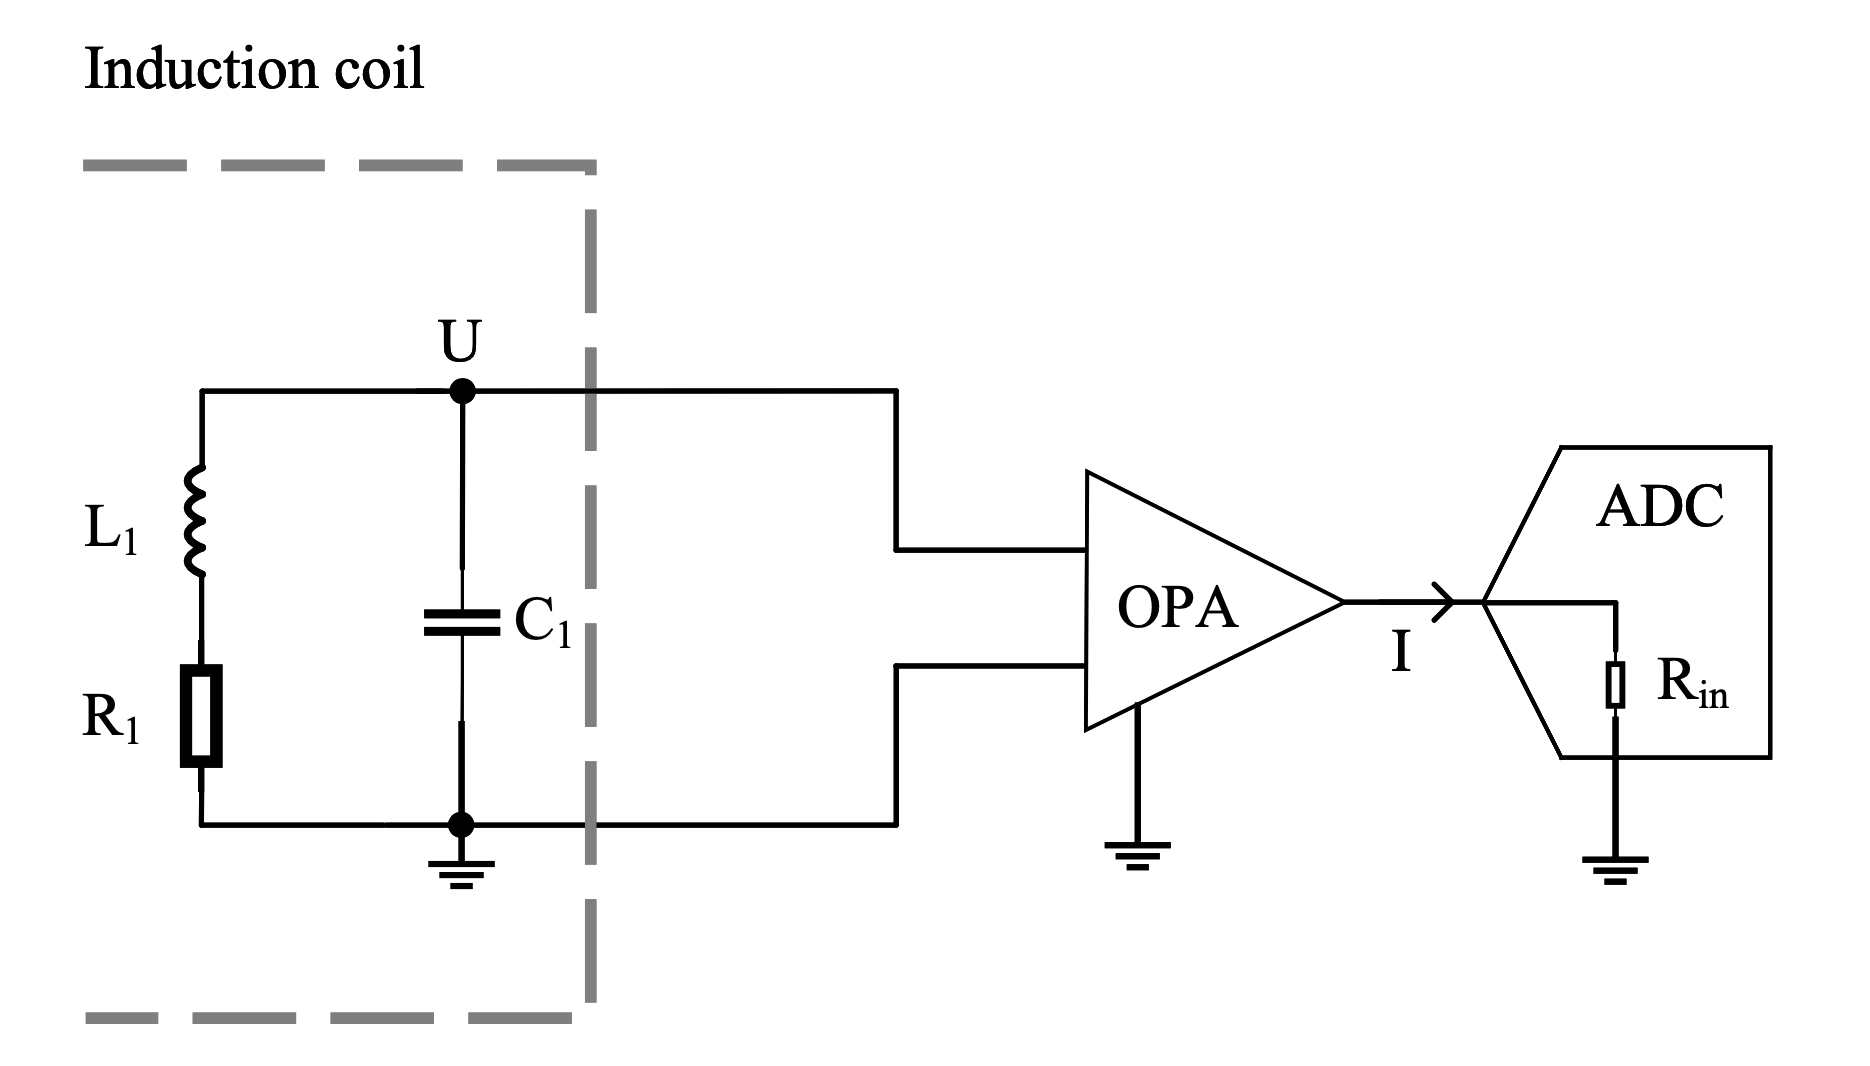 Induction coil
U
ADC
L₁
OPA
C₁
I
R₁
Rᵢₙ